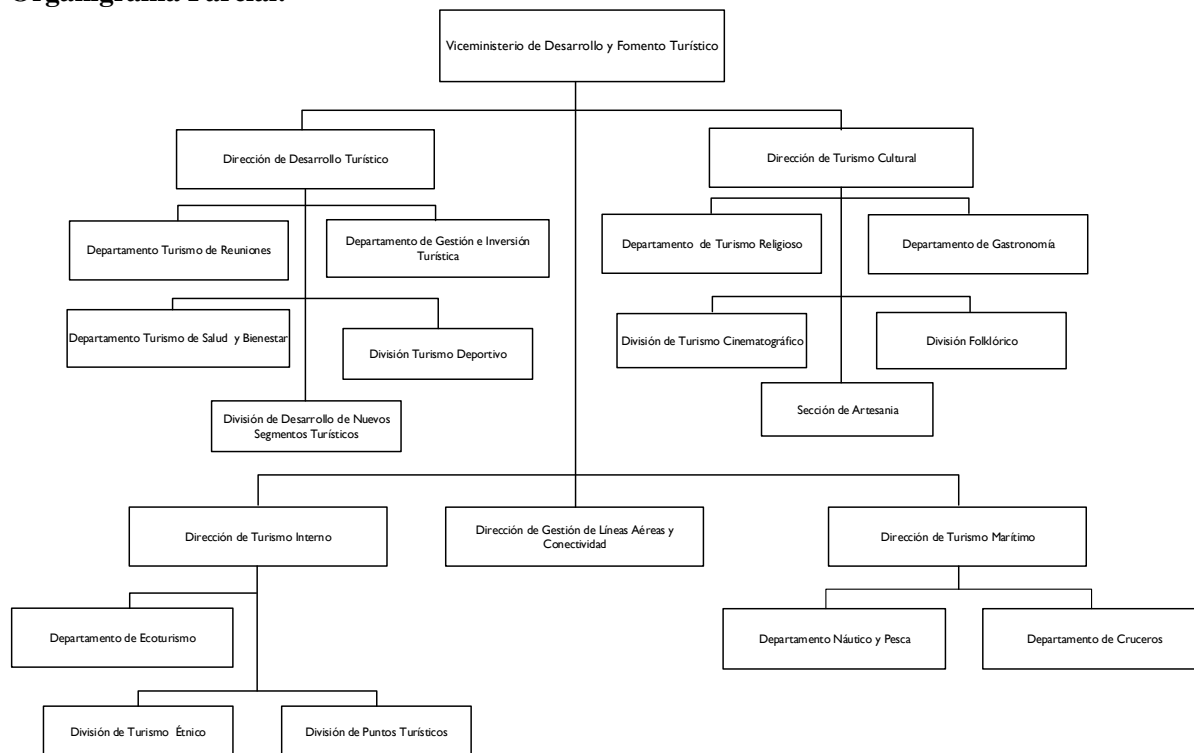 Organigrama Parcial:
Viceministerio de Desarrollo y Fomento Turístico
Dirección de Desarrollo Turístico
Dirección de Turismo Cultural
Departamento Turismo de Reuniones
Departamento de Gestión e Inversión
Turística
Departamento de Turismo Religioso
Departamento de Gastronomía
Departamento Turismo de Salud y Bienestar
División Turismo Deportivo
División de Turismo Cinematográfico
División Folklórico
División de Desarrollo de Nuevos
Segmentos Turísticos
Sección de Artesania
Dirección de Turismo Interno
Dirección de Gestión de Líneas Aéreas y
Conectividad
Dirección de Turismo Marítimo
Departamento de Ecoturismo
Departamento Náutico y Pesca
Departamento de Cruceros
División de Turismo Étnico
División de Puntos Turísticos